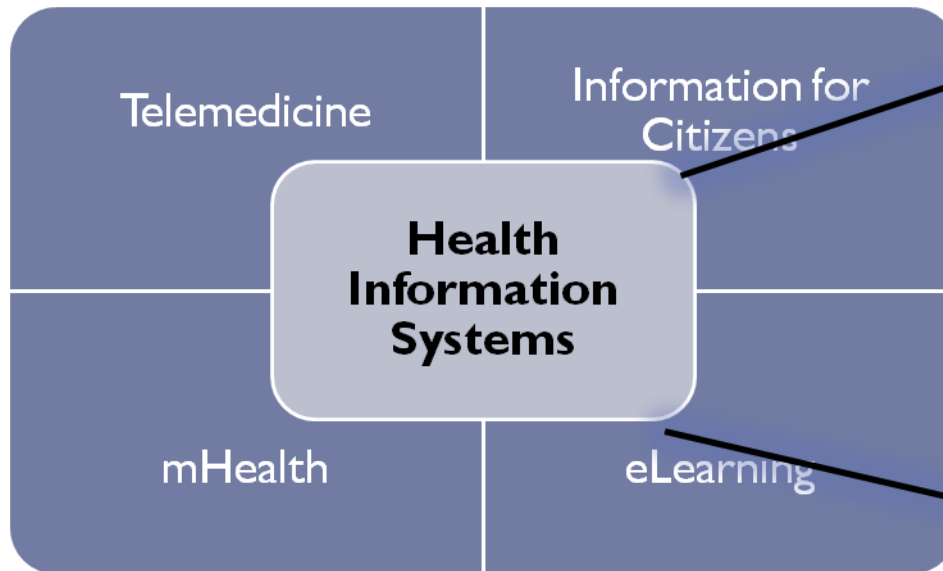 Telemedicine
Information for
Citizens
Health
Information
Systems
mHealth
eLearning